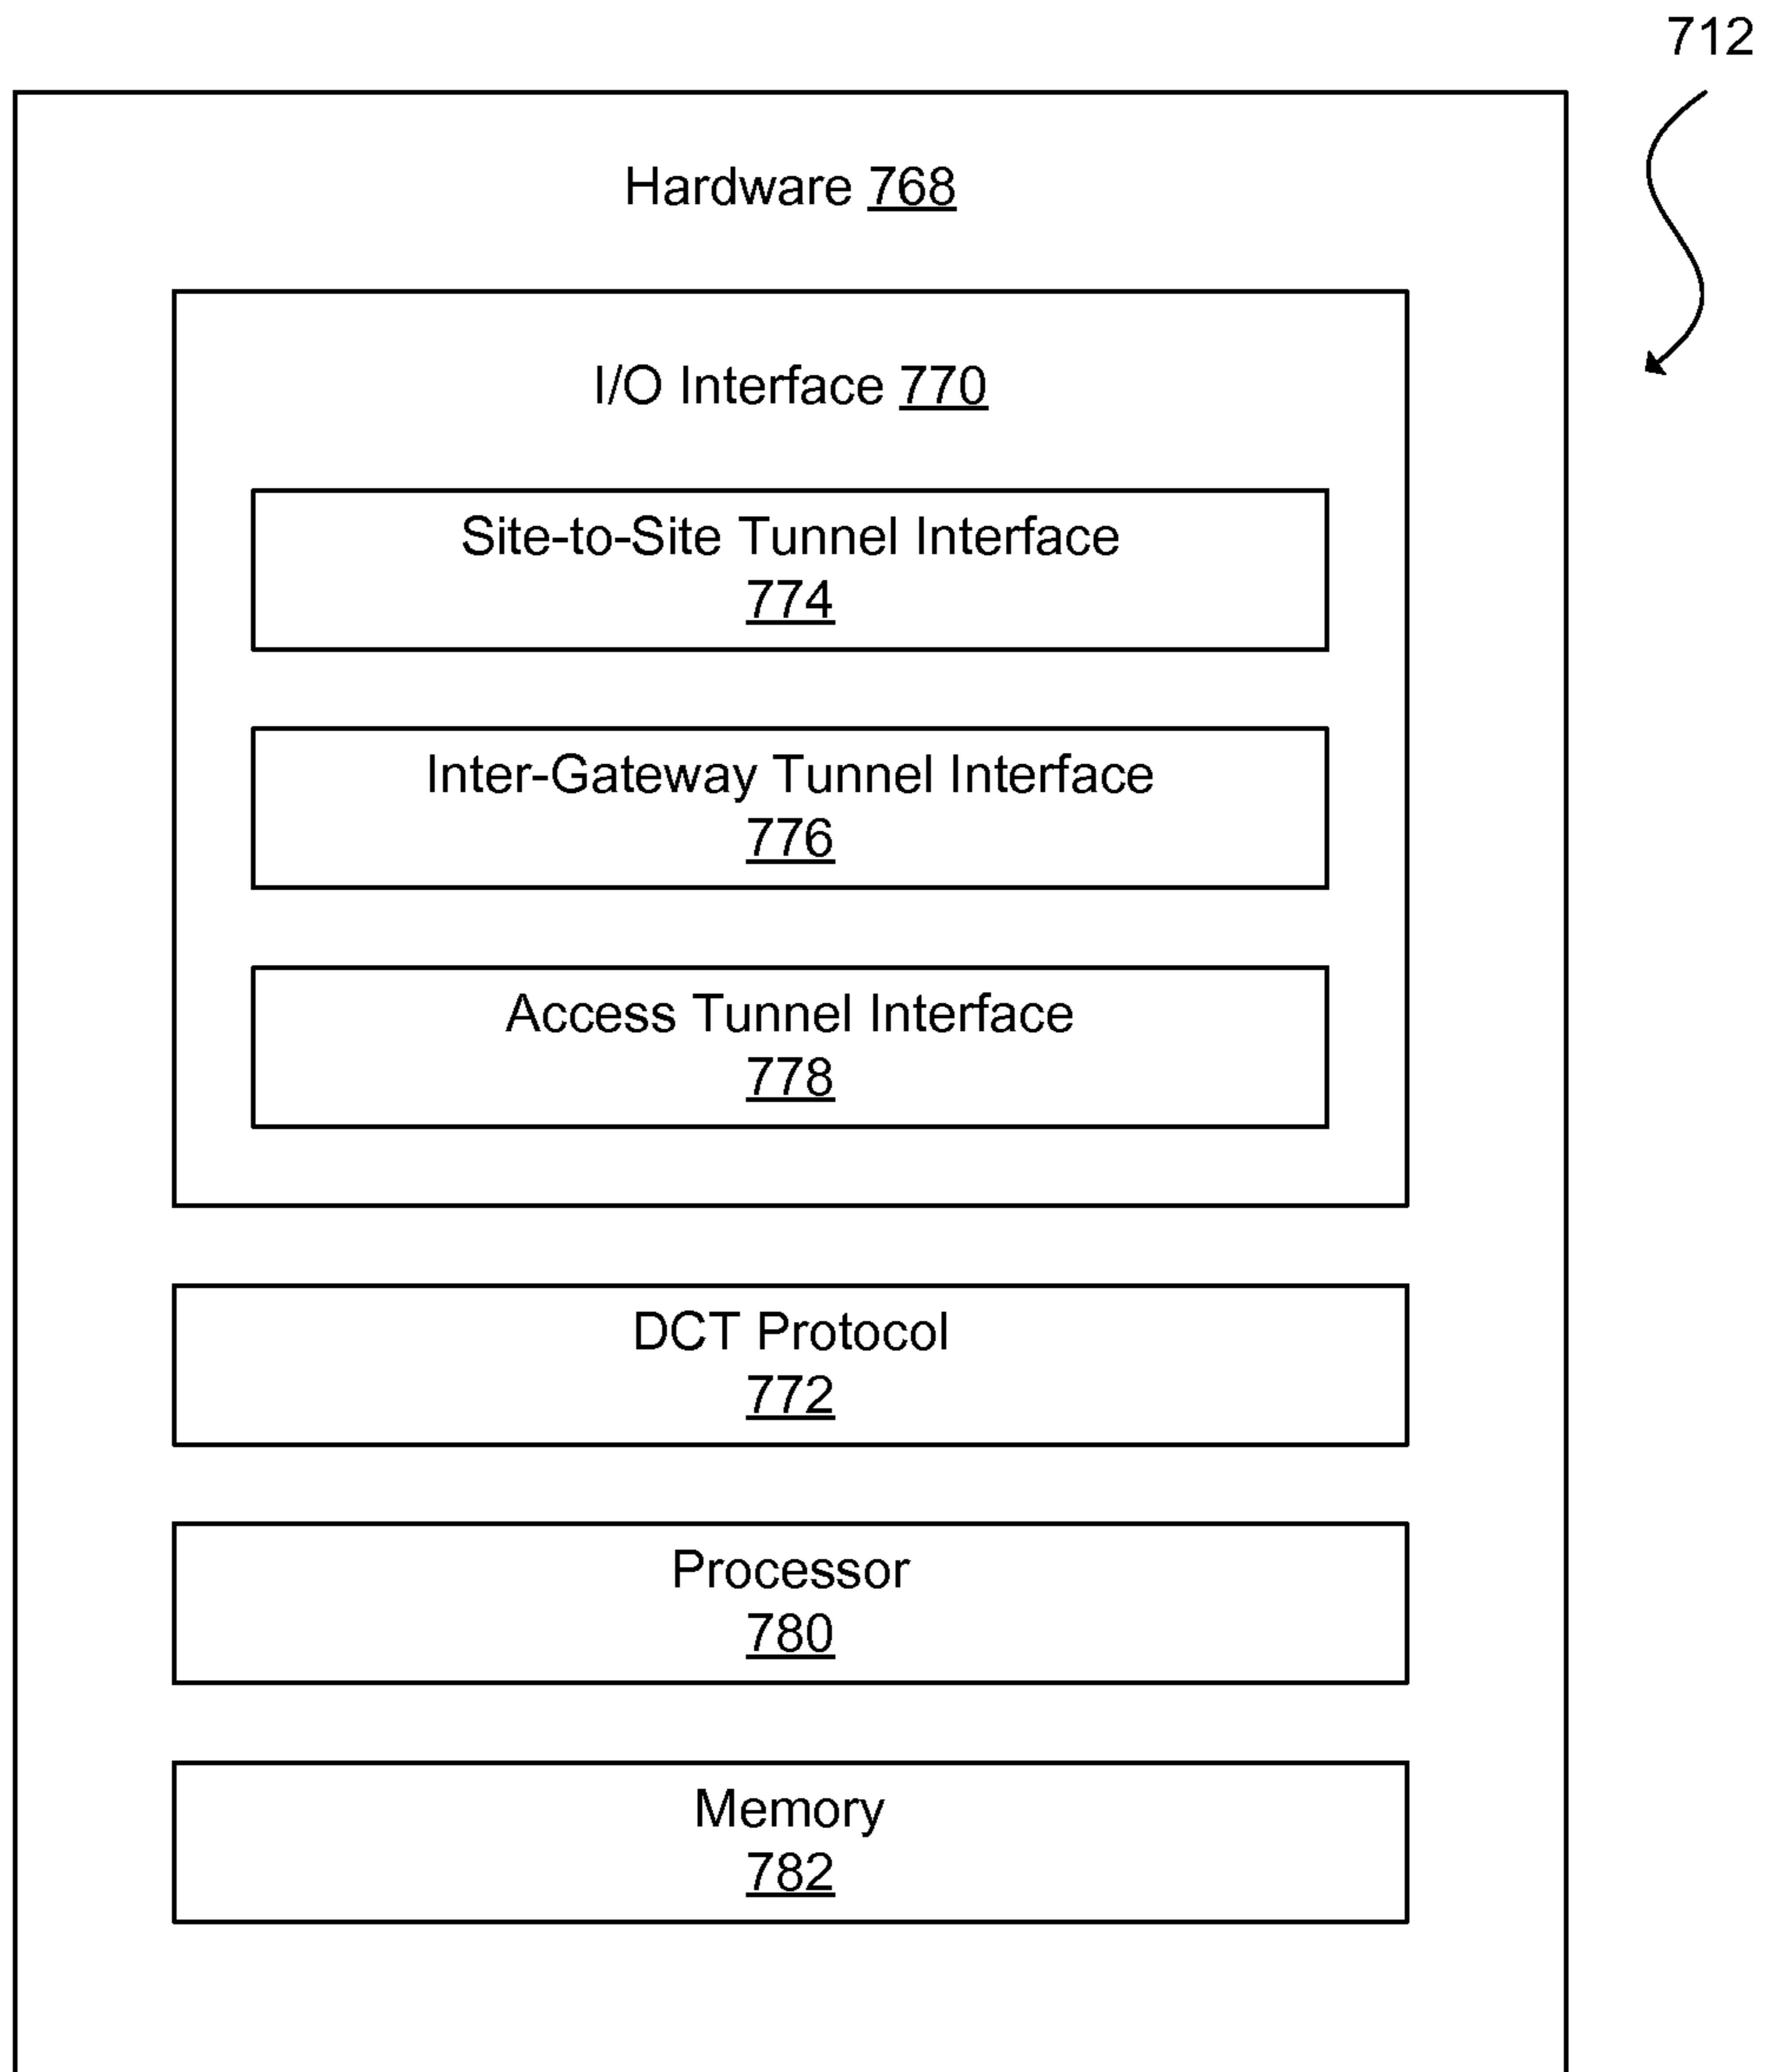 712
Hardware 768
I/O Interface 770
Site-to-Site Tunnel Interface
774
Inter-Gateway Tunnel Interface
776
Access Tunnel Interface
778
DCT Protocol
772
Processor
780
Memory
782